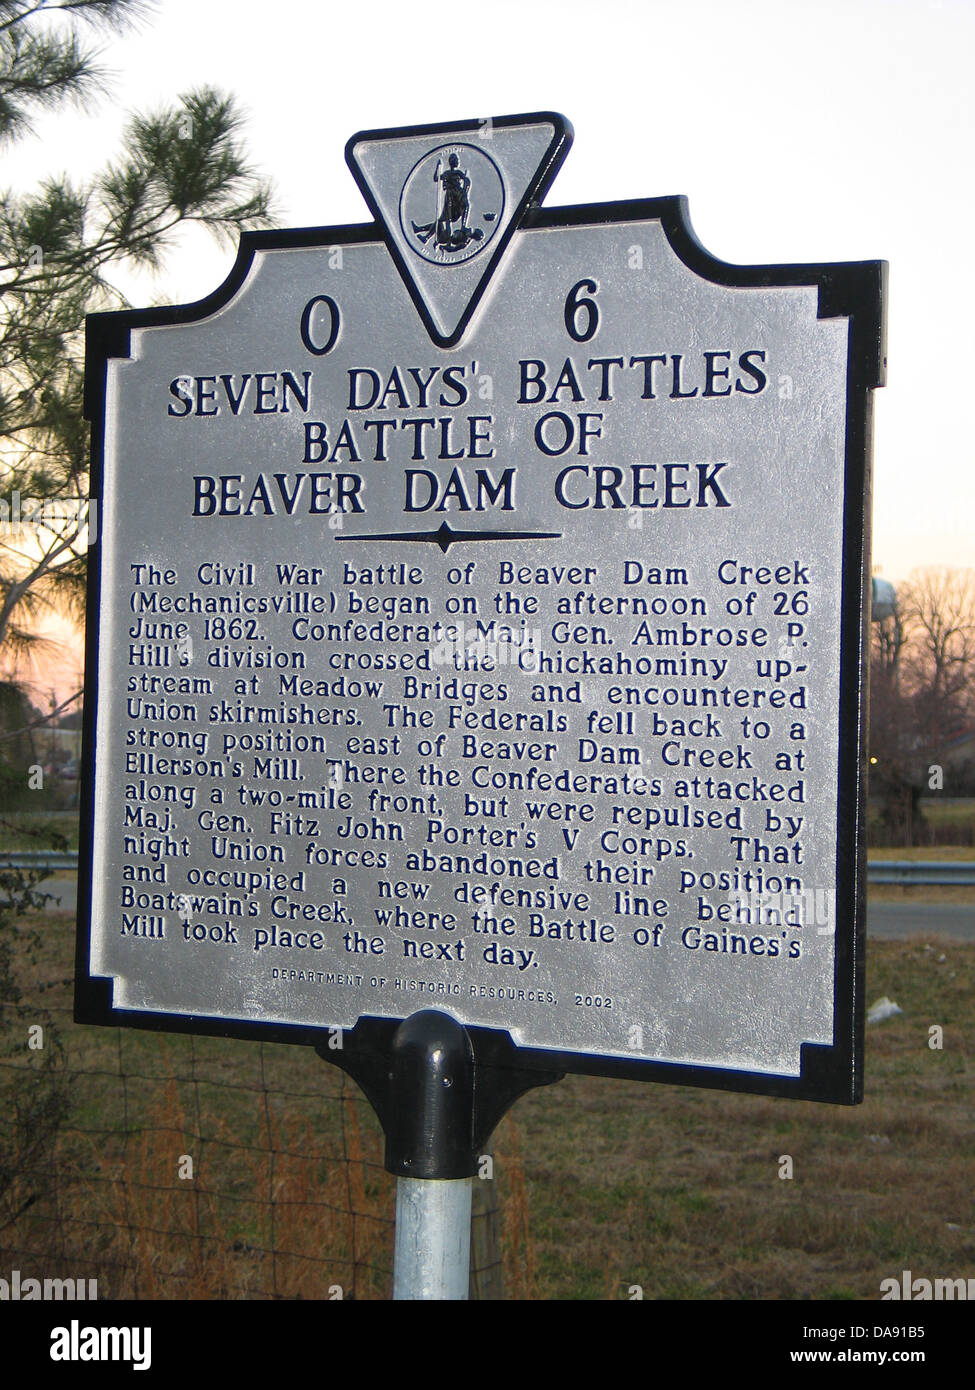 O 6
SEVEN DAYS' BATTLES
BATTLE OF
BEAVER DAM CREEK
The Civil War battle of Beaver Dam Creek
(Mechanicsville) began on the afternoon of 26
June 1862. Confederate Maj. Gen. Ambrose P.
Hill's division crossed the Chickahominy up-
stream at Meadow Bridges and encountered
Union skirmishers. The Federals fell back to a
strong position east of Beaver Dam Creek at
Ellerson's Mill. There the Confederates attacked
along a two-mile front, but were repulsed by
Maj. Gen. Fitz John Porter's V Corps. That
night Union forces abandoned their position
and occupied a new defensive line behind
Boatswain's Creek, where the Battle of Gaines's
Mill took place the next day.
DEPARTMENT OF HISTORIC RESOURCES, 2002
alamy
Image ID: DA91B5
www.alamy.com